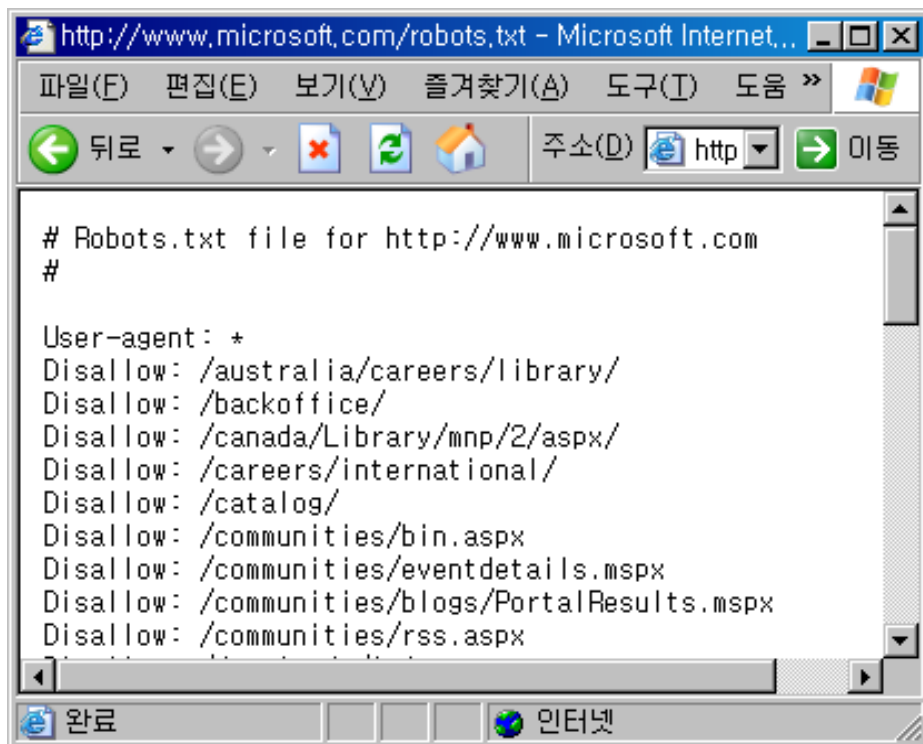 http://www.microsoft.com/robots.txt - Microsoft Internet...
파일(F) 편집(E) 보기(V) 즐겨찾기(A) 도구(T) 도움 »
뒤로 주소(D) http 이동
# Robots.txt file for http://www.microsoft.com
#
User-agent: *
Disallow: /australia/careers/library/
Disallow: /backoffice/
Disallow: /canada/Library/mnp/2/aspx/
Disallow: /careers/international/
Disallow: /catalog/
Disallow: /communities/bin.aspx
Disallow: /communities/eventdetails.mspx
Disallow: /communities/blogs/PortalResults.mspx
Disallow: /communities/rss.aspx
완료 인터넷